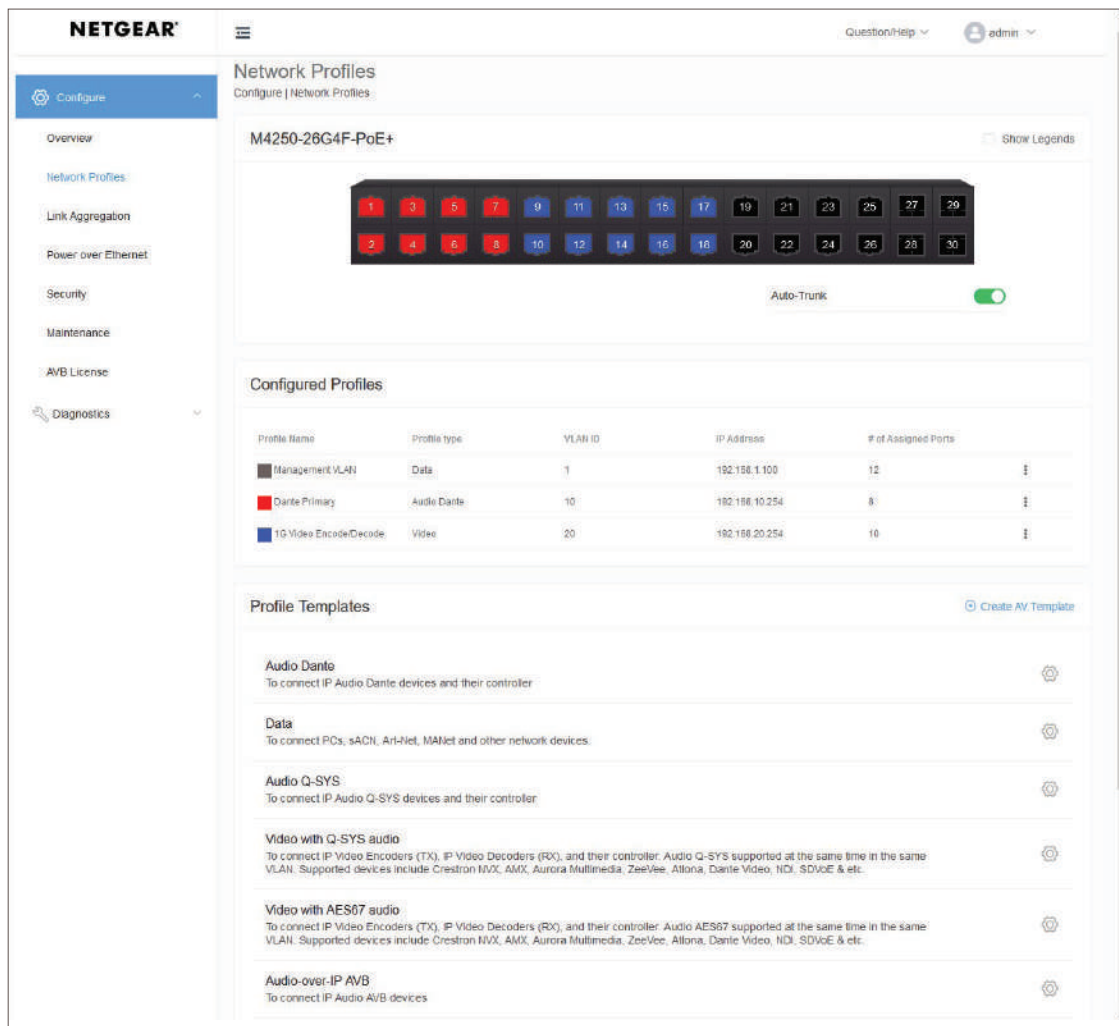 NETGEAR
Question/Help
admin
Configure
Overview
Network Profiles
Link Aggregation
Power over Ethernet
Security
Maintenance
AVB License
Diagnostics
Network Profiles
Configure | Network Profiles
M4250-26G4F-PoE+
Show Legends
1 3 5 7 9 11 13 15 17 19 21 23 25 27 29
2 4 6 8 10 12 14 16 18 20 22 24 26 28 30
Auto-Trunk
Configured Profiles
Profile Name Profile type VLAN ID IP Address # of Assigned Ports
Management VLAN Data 1 192.168.1.100 12
Dante Primary Audio Dante 10 192.168.10.254 8
1G Video Encode/Decode Video 20 192.168.20.254 10
Profile Templates
Create AV Template
Audio Dante
To connect IP Audio Dante devices and their controller
Data
To connect PCs, sACN, Art-Net, MANet and other network devices.
Audio Q-SYS
To connect IP Audio Q-SYS devices and their controller
Video with Q-SYS audio
To connect IP Video Encoders (TX), IP Video Decoders (RX), and their controller. Audio Q-SYS supported at the same time in the same
VLAN. Supported devices include Crestron NVX, AMX, Aurora Multimedia, ZeeVee, Atlona, Dante Video, NDI, SDVoE & etc.
Video with AES67 audio
To connect IP Video Encoders (TX), IP Video Decoders (RX), and their controller. Audio AES67 supported at the same time in the same
VLAN. Supported devices include Crestron NVX, AMX, Aurora Multimedia, ZeeVee, Atlona, Dante Video, NDI, SDVoE & etc.
Audio-over-IP AVB
To connect IP Audio AVB devices